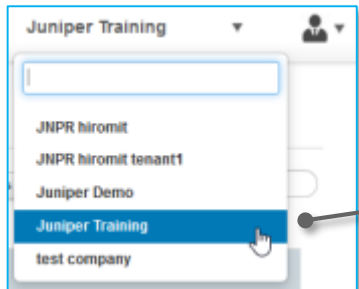 Juniper Training
JNPR hiromit
JNPR hiromit tenant1
Juniper Demo
Juniper Training
test company